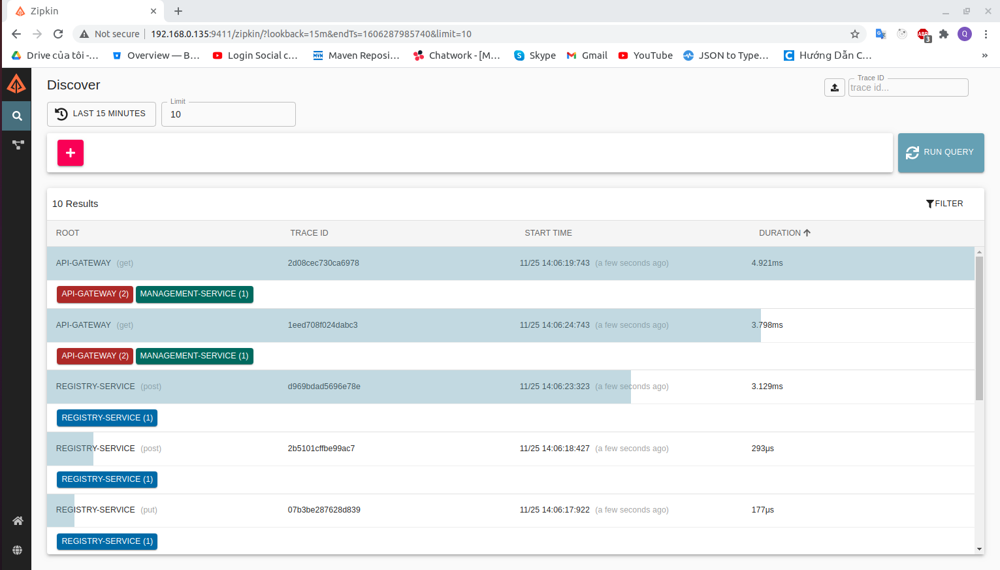 Zipkin
Not secure 192.168.0.135:9411/zipkin/?lookback=15m&endTs=1606287985740&limit=10
ABP 3 Q
Drive của tôi -... Overview — B... Login Social c... MVN Maven Reposi... Chatwork - [M... Skype Gmail YouTube JSON to Type... Hướng Dẫn C... »
Discover
Trace ID
trace id...
LAST 15 MINUTES
Limit
10
RUN QUERY
10 Results
FILTER
ROOT TRACE ID START TIME DURATION
API-GATEWAY (get) 2d08cec730ca6978 11/25 14:06:19:743 (a few seconds ago) 4.921ms
API-GATEWAY (2) MANAGEMENT-SERVICE (1)
API-GATEWAY (get) 1eed708f024dabc3 11/25 14:06:24:743 (a few seconds ago) 3.798ms
API-GATEWAY (2) MANAGEMENT-SERVICE (1)
REGISTRY-SERVICE (post) d969bdad5696e78e 11/25 14:06:23:323 (a few seconds ago) 3.129ms
REGISTRY-SERVICE (1)
REGISTRY-SERVICE (post) 2b5101cffbe99ac7 11/25 14:06:18:427 (a few seconds ago) 293μs
REGISTRY-SERVICE (1)
REGISTRY-SERVICE (put) 07b3be287628d839 11/25 14:06:17:922 (a few seconds ago) 177μs
REGISTRY-SERVICE (1)